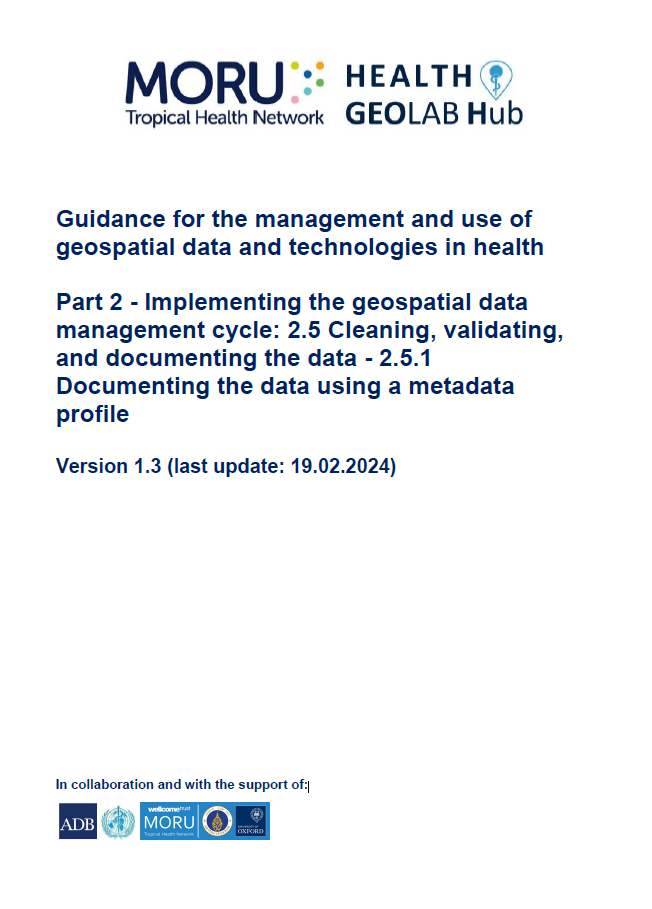 MORU
Tropical Health Network
HEALTH
GEOLAB Hub
Guidance for the management and use of
geospatial data and technologies in health
Part 2 - Implementing the geospatial data
management cycle: 2.5 Cleaning, validating,
and documenting the data - 2.5.1
Documenting the data using a metadata
profile
Version 1.3 (last update: 19.02.2024)
In collaboration and with the support of:
ADB
wellcometrust
MORU
Tropical Health Network
UNIVERSITY OF
OXFORD